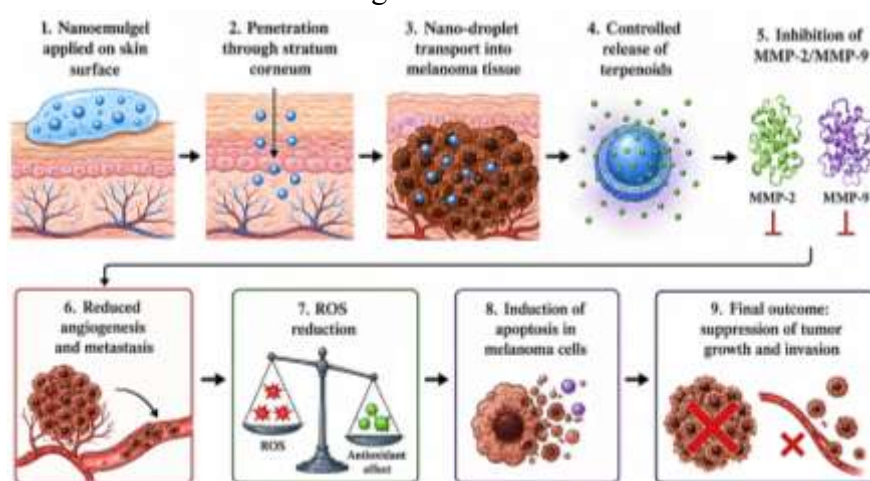 1. Nanoemulgel
applied on skin
surface
2. Penetration
through stratum
corneum
3. Nano-droplet
transport into
melanoma tissue
4. Controlled
release of
terpenoids
5. Inhibition of
MMP-2/MMP-9
MMP-2
MMP-9
6. Reduced
angiogenesis
and metastasis
7. ROS
reduction
ROS
Antioxidant
8. Induction of
apoptosis in
melanoma cells
9. Final outcome:
suppression of tumor
growth and invasion